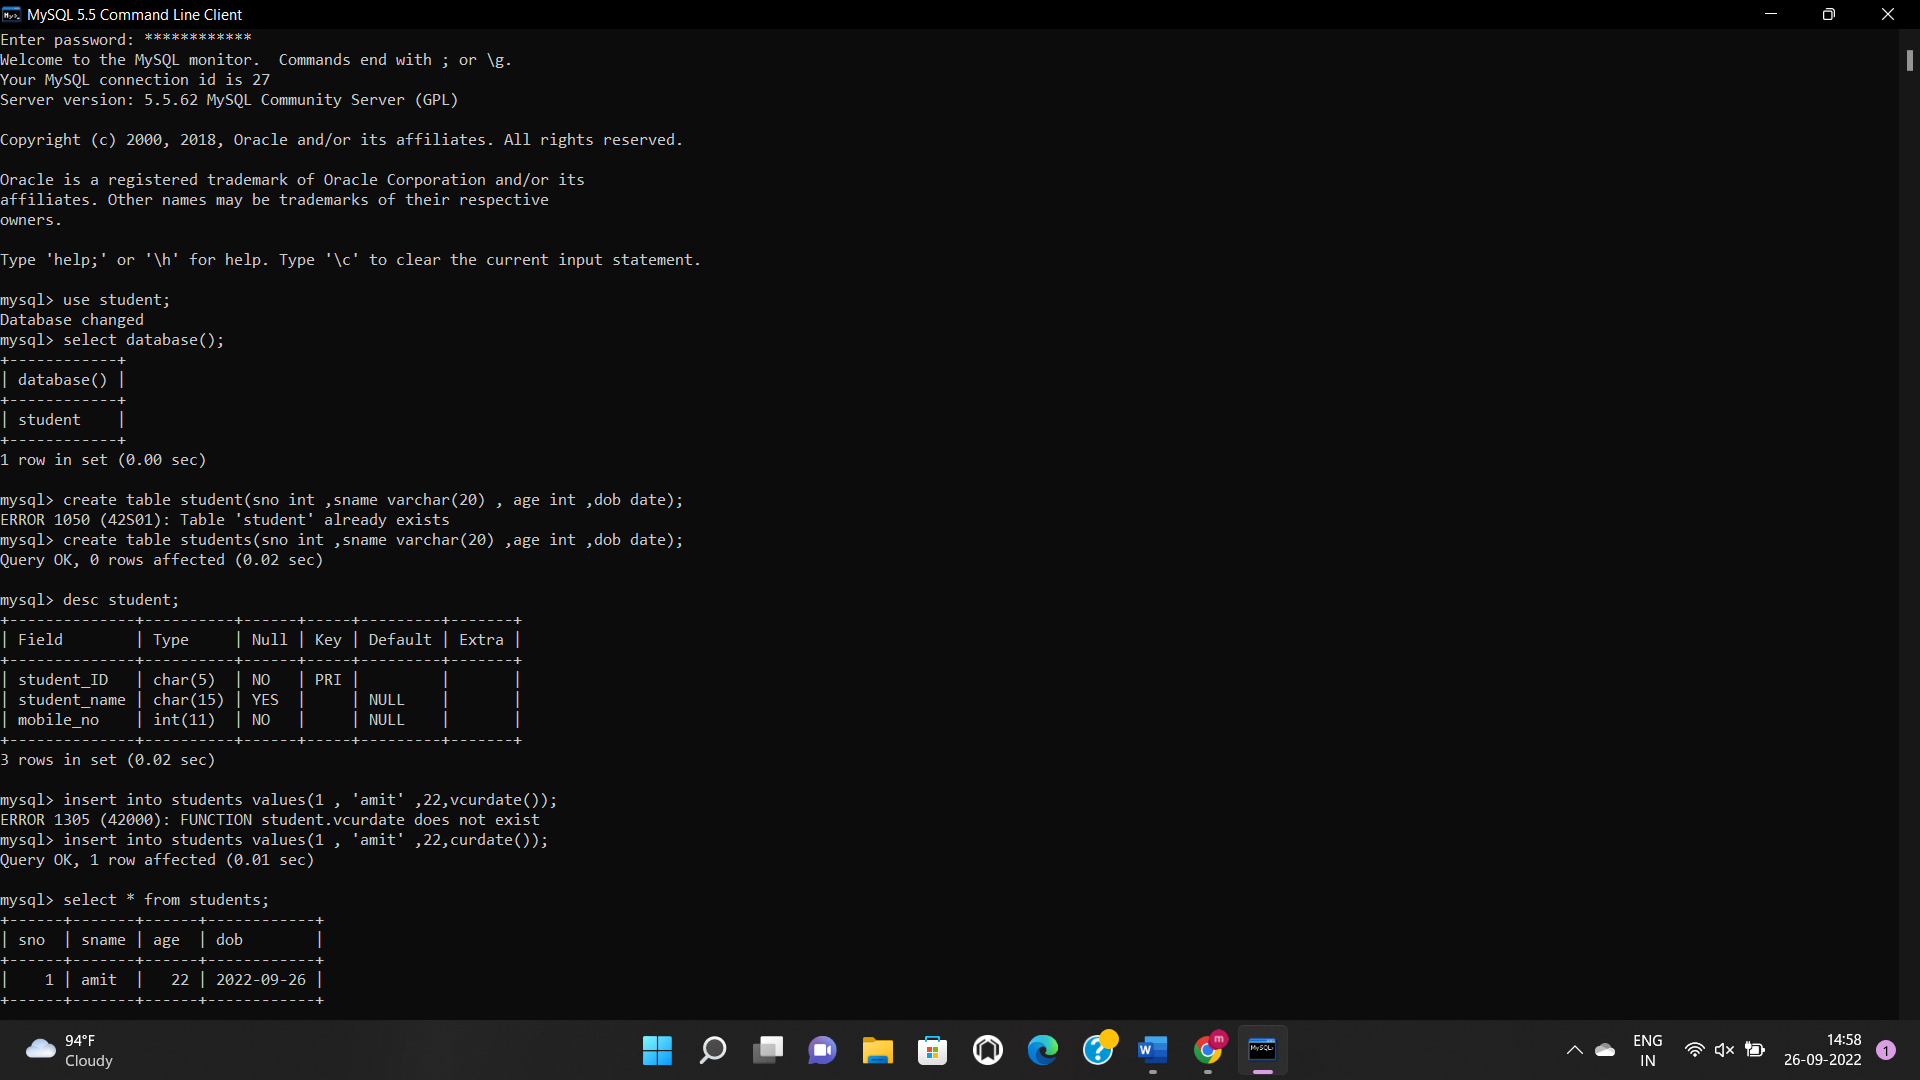 MySQL 5.5 Command Line Client
Enter password: ************
Welcome to the MySQL monitor.  Commands end with ; or \g.
Your MySQL connection id is 27
Server version: 5.5.62 MySQL Community Server (GPL)
Copyright (c) 2000, 2018, Oracle and/or its affiliates. All rights reserved.
Oracle is a registered trademark of Oracle Corporation and/or its
affiliates. Other names may be trademarks of their respective
owners.
Type 'help;' or '\h' for help. Type '\c' to clear the current input statement.
mysql> use student;
Database changed
mysql> select database();
+------------+
| database() |
+------------+
| student    |
+------------+
1 row in set (0.00 sec)
mysql> create table student(sno int ,sname varchar(20) , age int ,dob date);
ERROR 1050 (42S01): Table 'student' already exists
mysql> create table students(sno int ,sname varchar(20) ,age int ,dob date);
Query OK, 0 rows affected (0.02 sec)
mysql> desc student;
+--------------+----------+------+-----+---------+-------+
| Field        | Type     | Null | Key | Default | Extra |
+--------------+----------+------+-----+---------+-------+
| student_ID   | char(5)  | NO   | PRI |         |       |
| student_name | char(15) | YES  |     | NULL    |       |
| mobile_no    | int(11)  | NO   |     | NULL    |       |
+--------------+----------+------+-----+---------+-------+
3 rows in set (0.02 sec)
mysql> insert into students values(1 , 'amit' ,22,vcurdate());
ERROR 1305 (42000): FUNCTION student.vcurdate does not exist
mysql> insert into students values(1 , 'amit' ,22,curdate());
Query OK, 1 row affected (0.01 sec)
mysql> select * from students;
+------+-------+------+------------+
| sno  | sname | age  | dob        |
+------+-------+------+------------+
|    1 | amit  |   22 | 2022-09-26 |
+------+-------+------+------------+
94°F
Cloudy
W
m
MySQL
ENG
IN
14:58
26-09-2022
1